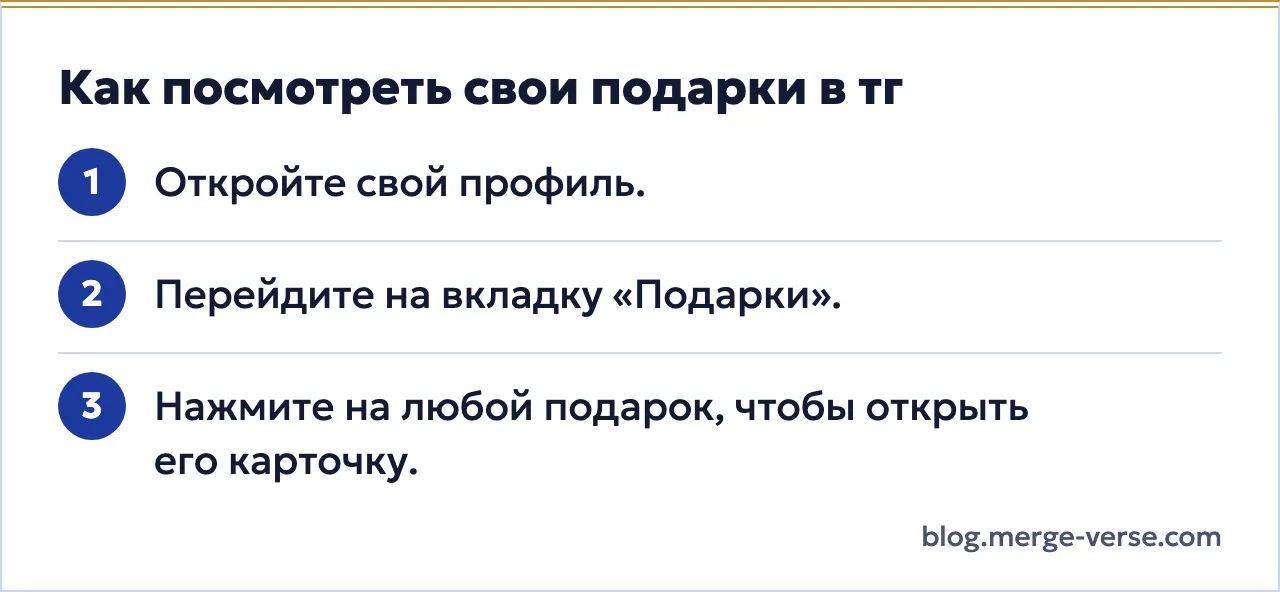 Как посмотреть свои подарки в тг
1
Откройте свой профиль.
2
Перейдите на вкладку «Подарки».
3
Нажмите на любой подарок, чтобы открыть
его карточку.
blog.merge-verse.com